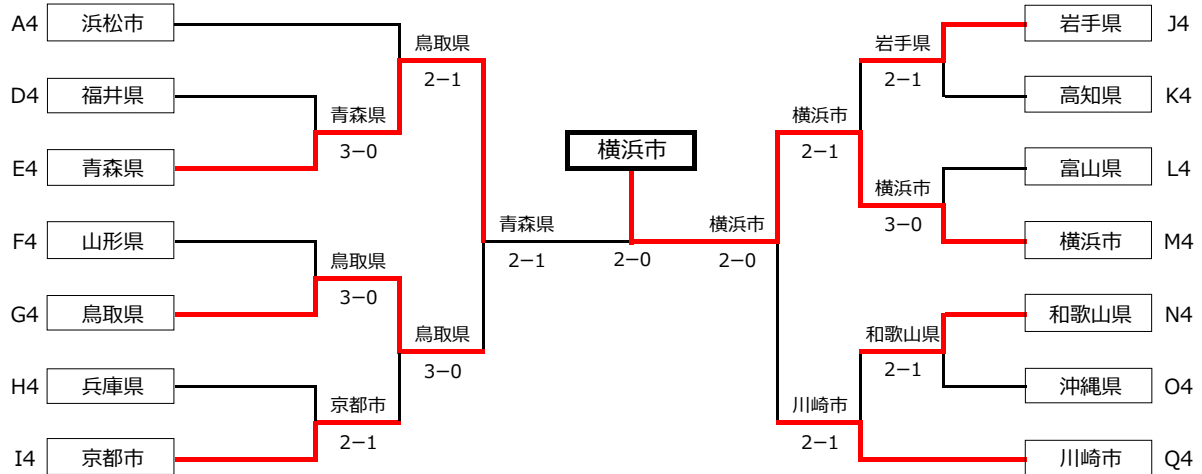 A4 浜松市
D4 福井県
E4 青森県
F4 山形県
G4 鳥取県
H4 兵庫県
I4 京都市
青森県
3−0
鳥取県
3−0
京都市
2−1
鳥取県
2−1
鳥取県
3−0
青森県
2−1
横浜市
2−0
横浜市
2−0
横浜市
2−1
川崎市
2−1
岩手県
2−1
横浜市
3−0
和歌山県
2−1
岩手県 J4
高知県 K4
富山県 L4
横浜市 M4
和歌山県 N4
沖縄県 O4
川崎市 Q4